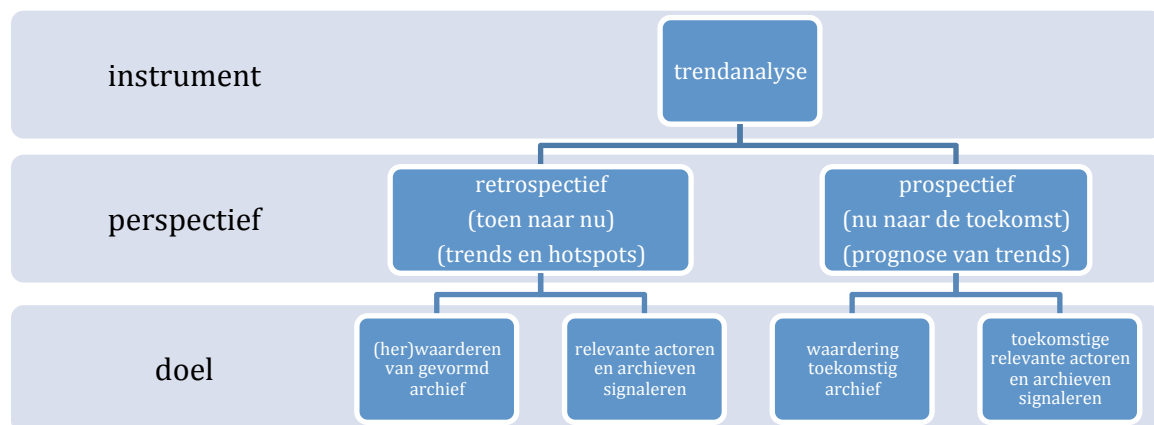 instrument
trendanalyse
perspectief
retrospectief
(toen naar nu)
(trends en hotspots)
prospectief
(nu naar de toekomst)
(prognose van trends)
doel
(her)waarderen
van gevormd
archief
relevante actoren
en archieven
signaleren
waardering
toekomstig
archief
toekomstige
relevante actoren
en archieven
signaleren